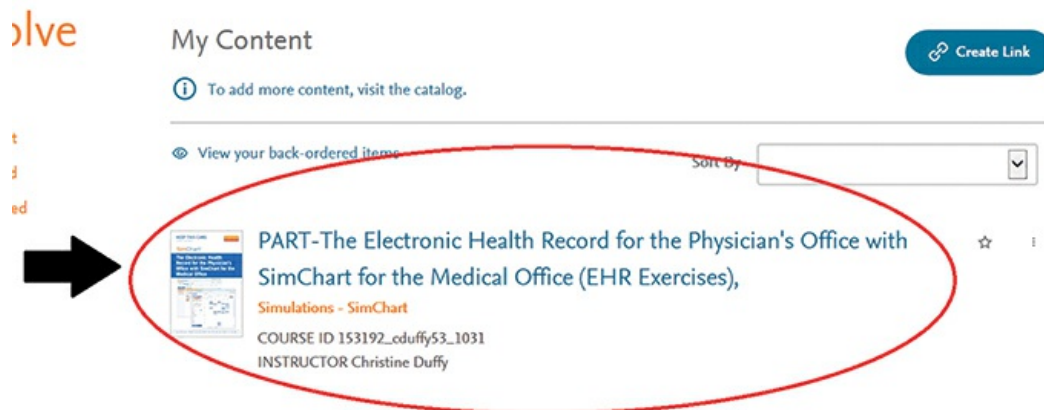 olve
My Content
Create Link
To add more content, visit the catalog.
View your back-ordered items
Sort By
PART-The Electronic Health Record for the Physician's Office with
SimChart for the Medical Office (EHR Exercises),
Simulations - SimChart
COURSE ID 153192_cduffy53_1031
INSTRUCTOR Christine Duffy